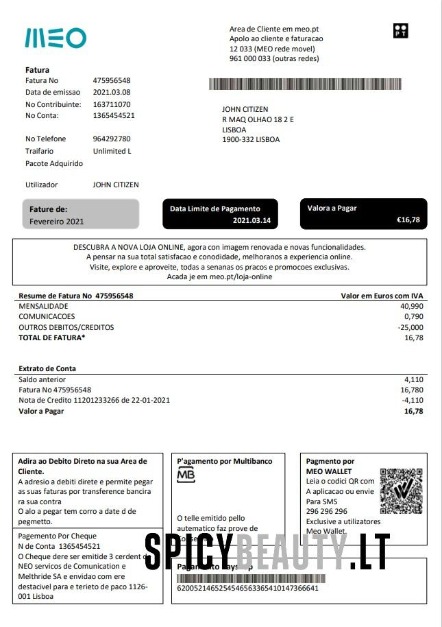 MEO
Area de Cliente em meo.pt
Apolo ao cliente e faturacao
12 033 (MEO rede movel)
961 000 033 (outras redes)
PT
Fatura
Fatura No 475956548
Data de emissao 2021.03.08
No Contribuinte: 163711070
No Conta: 1365454521
JOHN CITIZEN
R MAQ OLHAO 18 2 E
LISBOA
1900-332 LISBOA
No Telefone 964292780
Traifario Unlimited L
Pacote Adquirido
Utilizador JOHN CITIZEN
Fature de:
Fevereiro 2021
Data Limite de Pagamento
2021.03.14
Valora a Pagar
€16,78
DESCUBRA A NOVA LOJA ONLINE, agora con imagem renovada e novas funcionalidades.
A pensar na sua total satisfacao e conodidade, melhoranos a experiencia online.
Visite, explore e aproveite, todas a senanas os pracos e promocoes exclusivas.
Acada je em meo.pt/loja-online
Resume de Fatura No 475956548 Valor em Euros com IVA
MENSALIDADE 40,990
COMUNICACOES 0,790
OUTROS DEBITOS/CREDITOS -25,000
TOTAL DE FATURA* 16,78
Extrato de Conta
Saldo anterior 4,110
Fatura No 475956548 16,780
Nota de Credito 11201233266 de 22-01-2021 -4,110
Valor a Pagar 16,78
Adira ao Debito Direto na sua Area de
Cliente.
A adresio a debiti direte e permite pegar
as suas faturas por transference bancira
ra sua contra
O alo a pegar tem corro a date d de
pegmetto.
Pagamento Por Cheque
N de Conta 1365454521
O Cheque dere ser emitide 3 cerdent d
NEO servicos de Comunication e
Melthride SA e envidao com ere
destacival para e terieto de paco 1126-
001 Lisboa
P'agamento por Multibanco
MB
O telle emitido pello
automatico faz prove de
Pagmento por
MEO WALLET
Leia o codici QR com
A aplicacao ou envie
Para SMS
296 296 296
Exclusive a utilizatores
Meo Wallet.
SPICYBEAUTY.LT
62005214652545465633654101473666​41